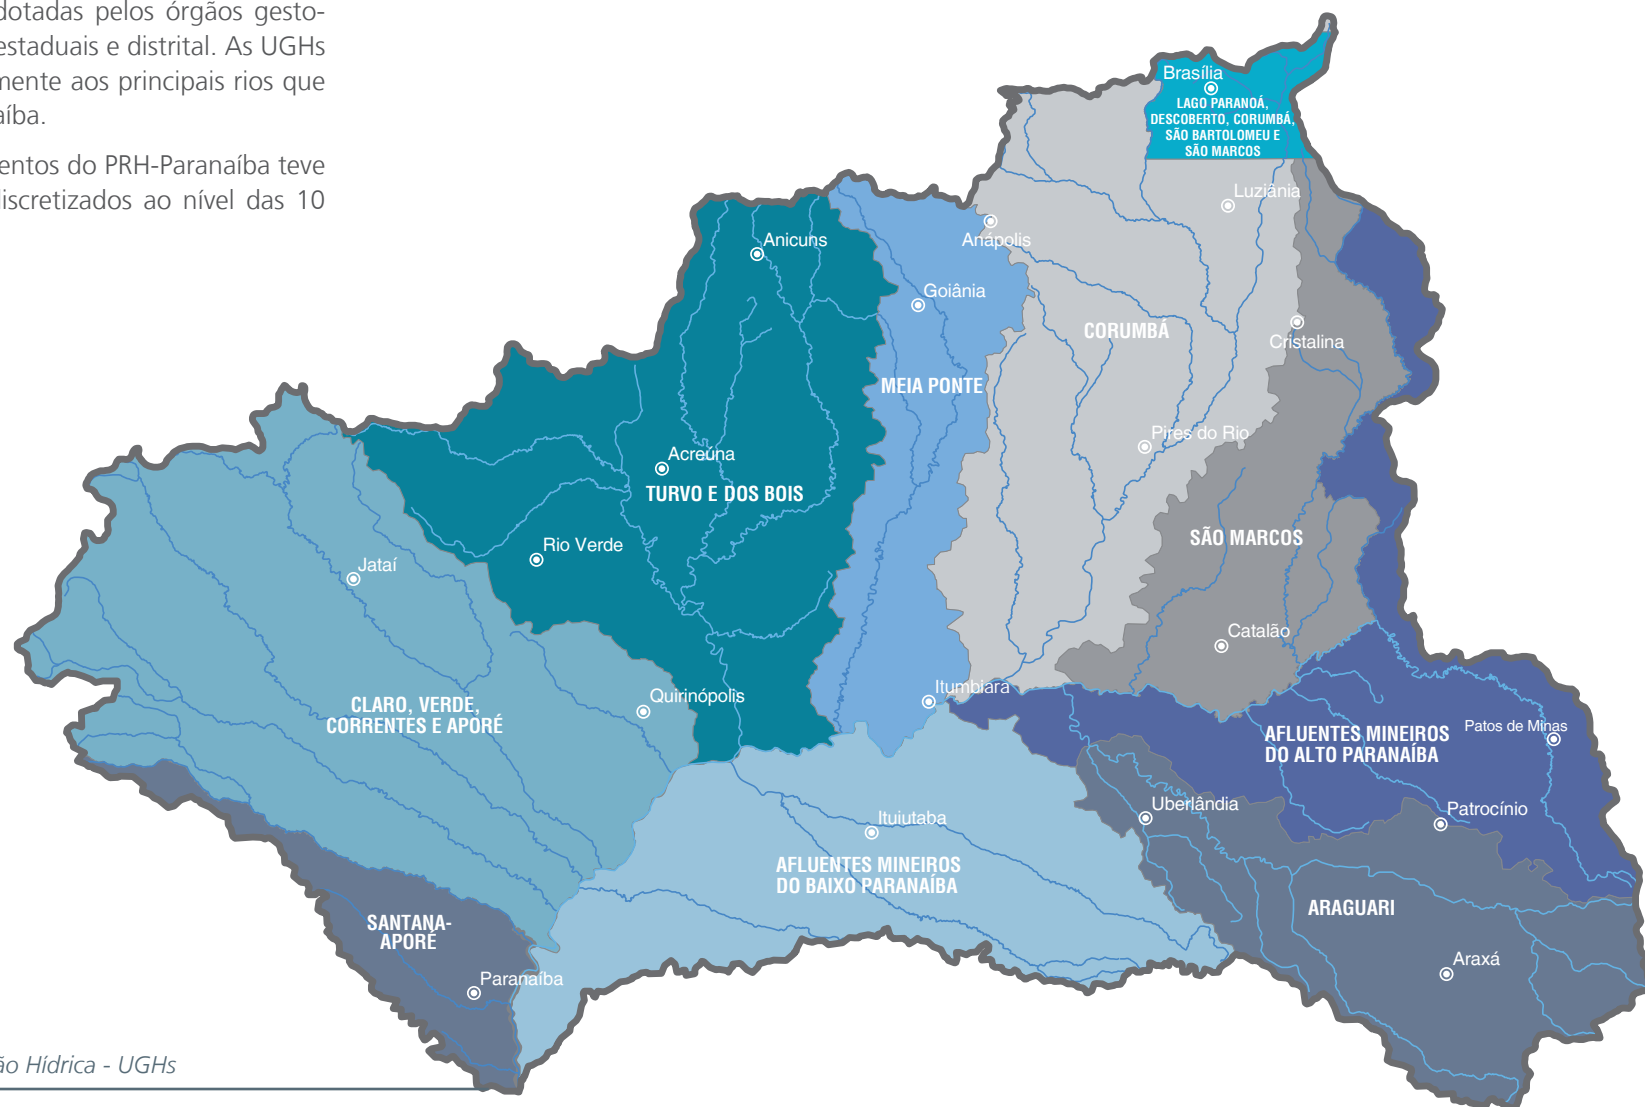 dotadas pelos órgãos gesto-
estaduais e distrital. As UGHs
mente aos principais rios que
aíba.
entos do PRH-Paranaíba teve
discretizados ao nível das 10
Brasília
LAGO PARANOÁ,
DESCOBERTO, CORUMBÁ,
SÃO BARTOLOMEU E
SÃO MARCOS
Luziânia
Anápolis
Anicuns
Goiânia
CORUMBÁ
Cristalina
MEIA PONTE
Pires do Rio
Acreúna
TURVO E DOS BOIS
SÃO MARCOS
Rio Verde
Jataí
Catalão
Quirinópolis
Itumbiara
CLARO, VERDE,
CORRENTES E APORÉ
AFLUENTES MINEIROS
DO ALTO PARANAÍBA
Patos de Minas
Uberlândia
Patrocínio
Ituiutaba
AFLUENTES MINEIROS
DO BAIXO PARANAÍBA
ARAGUARI
SANTANA-
APORÉ
Araxá
Paranaíba
ão Hídrica - UGHs